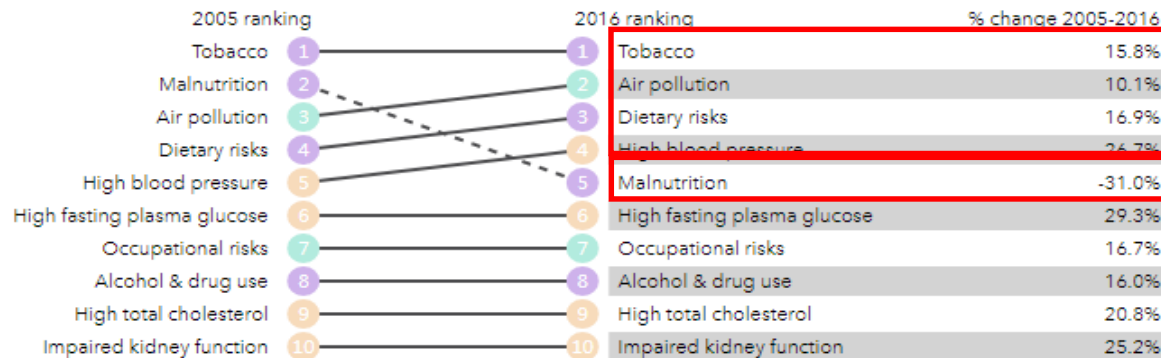 2005 ranking 2016 ranking % change 2005-2016
Tobacco 1 1 Tobacco 15.8%
Malnutrition 2 2 Air pollution 10.1%
Air pollution 3 3 Dietary risks 16.9%
Dietary risks 4 4 High blood pressure 26.7%
High blood pressure 5 5 Malnutrition -31.0%
High fasting plasma glucose 6 6 High fasting plasma glucose 29.3%
Occupational risks 7 7 Occupational risks 16.7%
Alcohol & drug use 8 8 Alcohol & drug use 16.0%
High total cholesterol 9 9 High total cholesterol 20.8%
Impaired kidney function 10 10 Impaired kidney function 25.2%